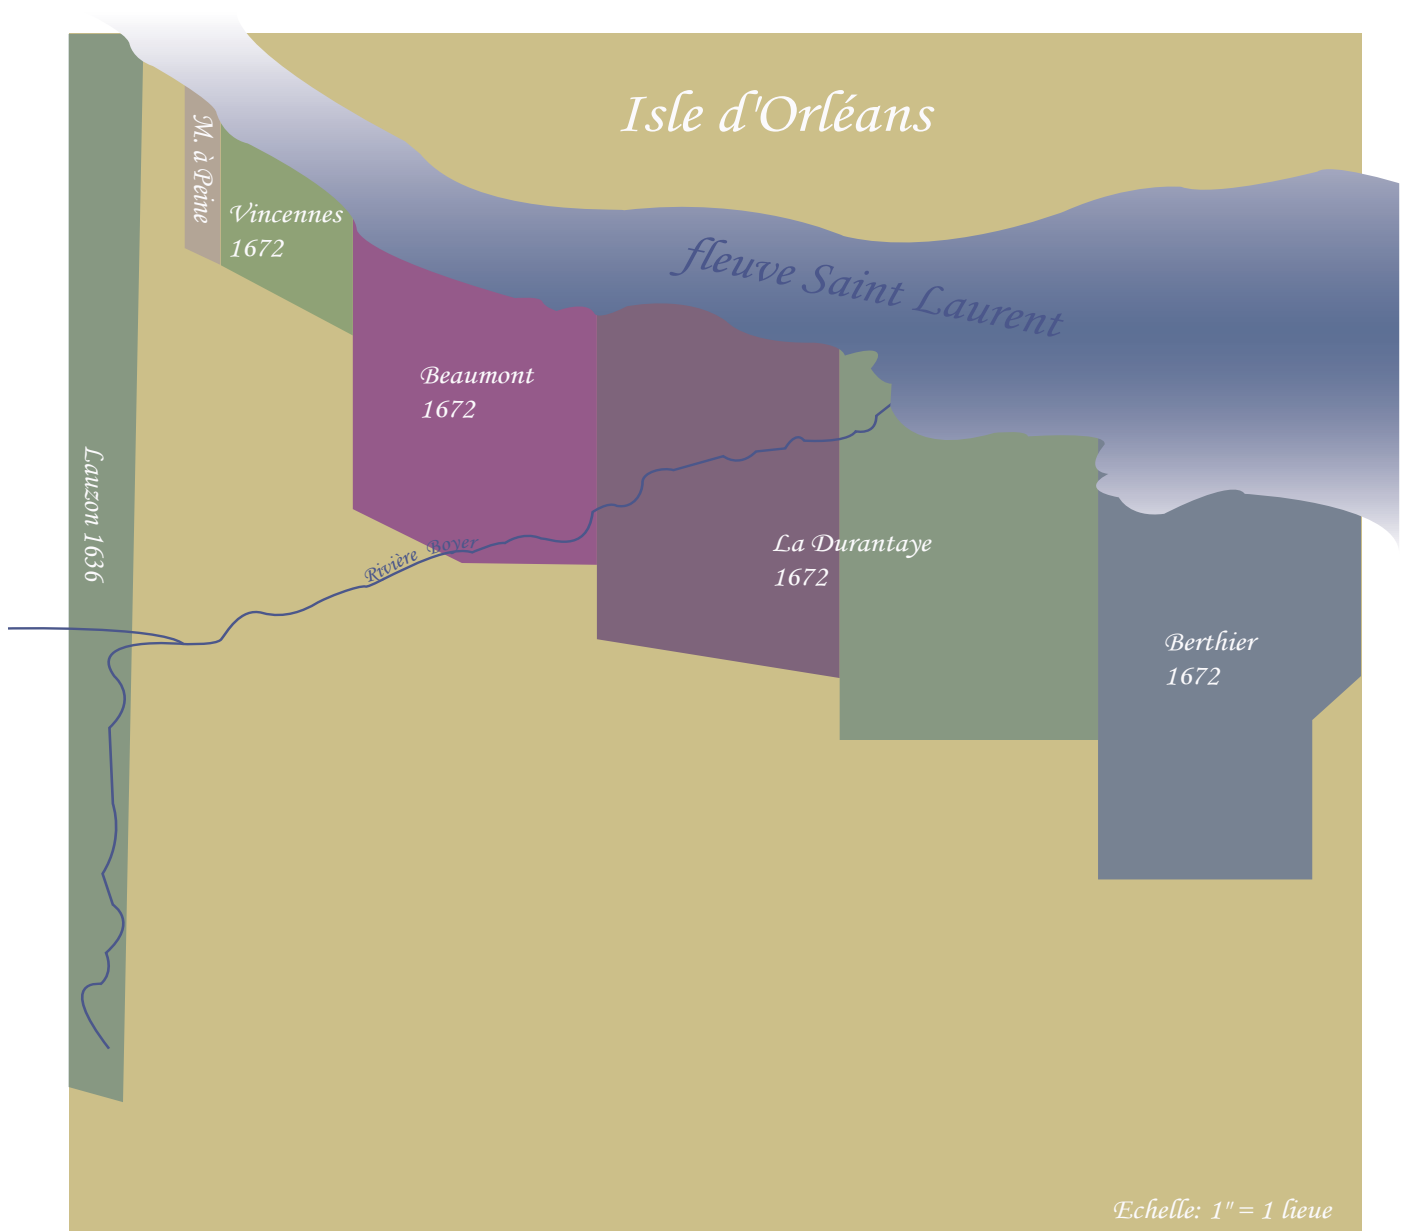 Isle d'Orléans
M. à Peine
Vincennes
1672
fleuve Saint Laurent
Beaumont
1672
Lauzon 1636
Rivière Boyer
La Durantaye
1672
Berthier
1672
Echelle: 1"= 1 lieue